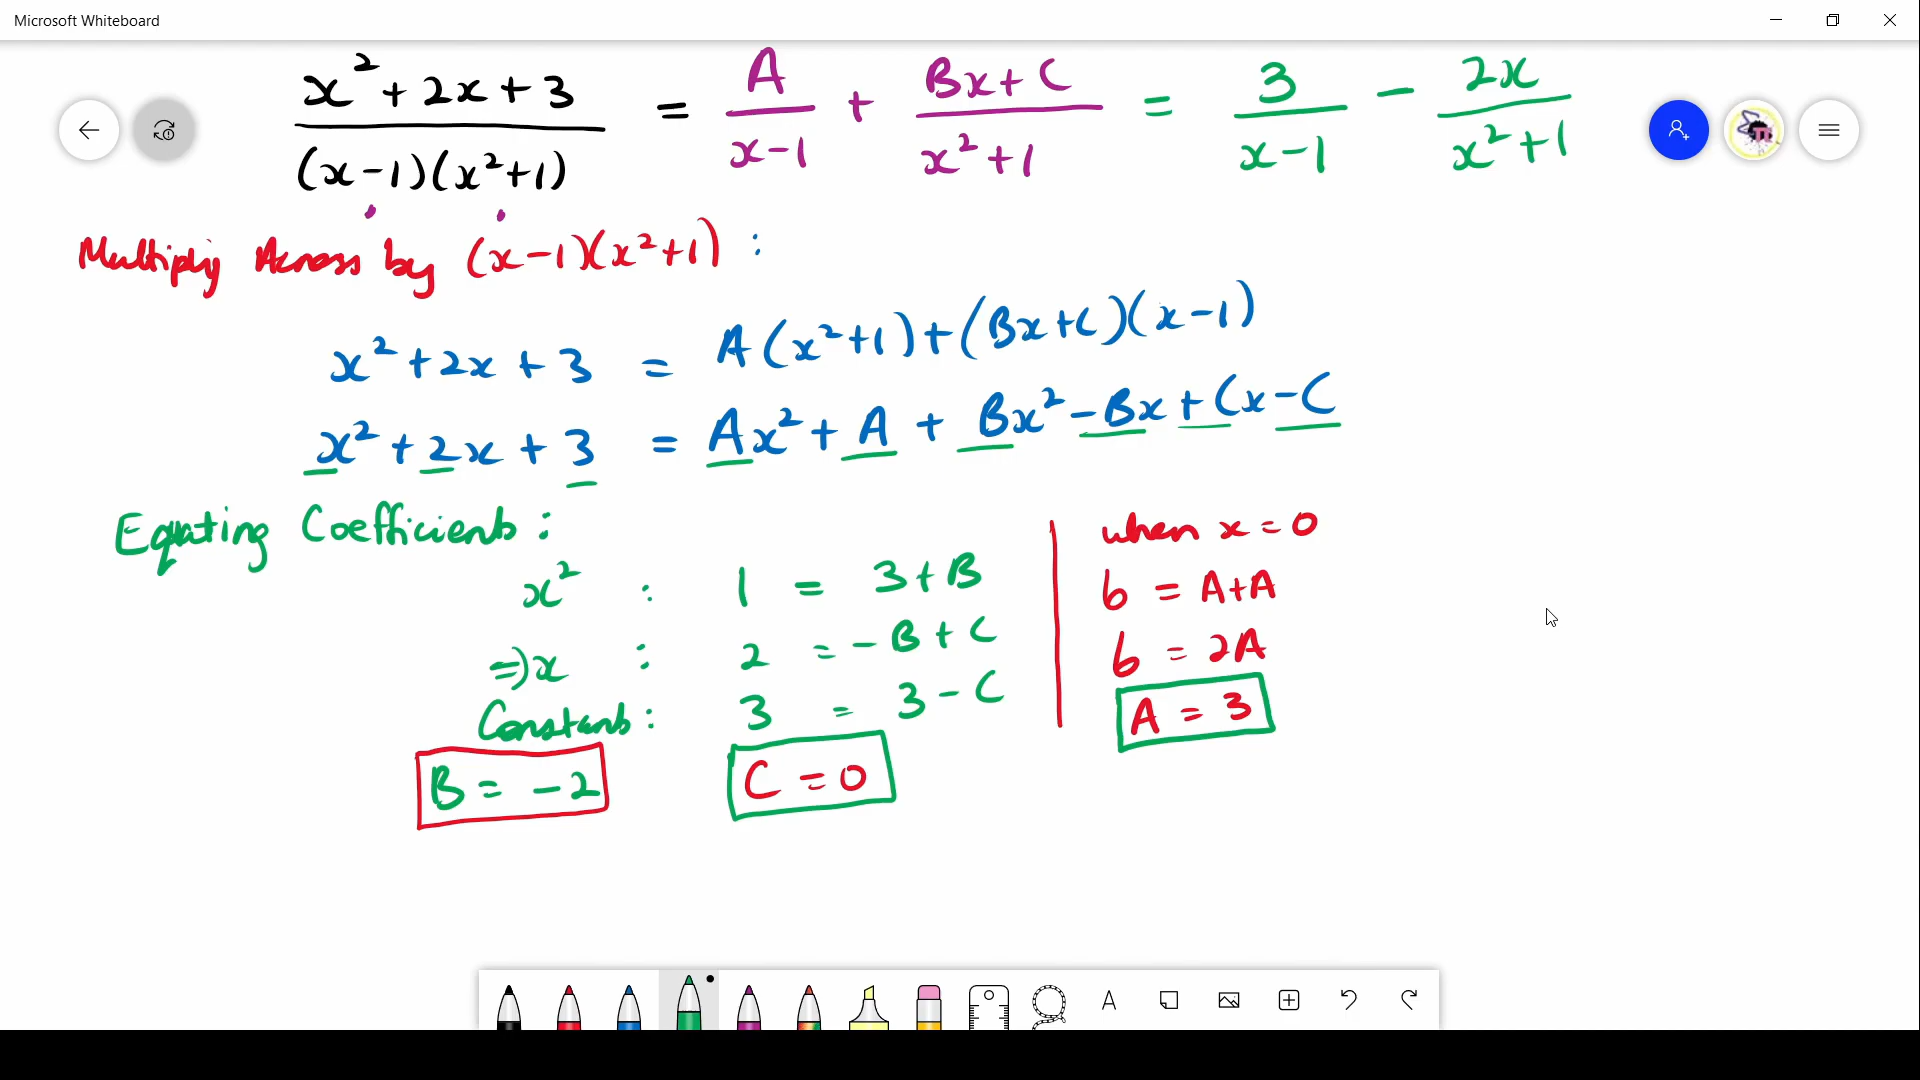 Microsoft Whiteboard
x² + 2x + 3 / (x-1)(x²+1) = A / x-1 + Bx+C / x²+1 = 3 / x-1 - 2x / x²+1
Multiply Across by (x-1)(x²+1) :
x² + 2x + 3 = A(x²+1)+(Bx+C)(x-1)
x² + 2x + 3 = Ax² + A + Bx² - Bx + Cx - C
Equating Coefficients :
x² : 1 = 3+B
⇒x : 2 = -B + C
Constants : 3 = 3 - C
B = -2
C = 0
when x = 0
6 = A+A
6 = 2A
A = 3